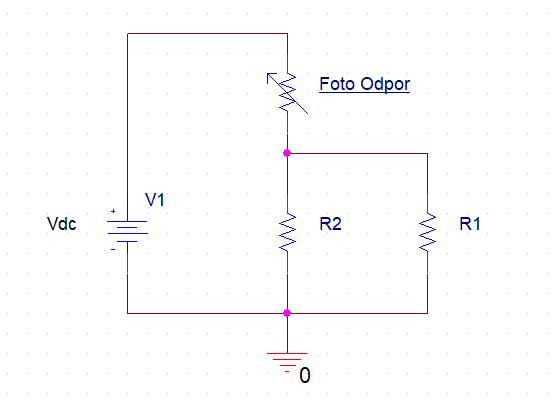 Foto Odpor
V1
Vdc
R2
R1
0